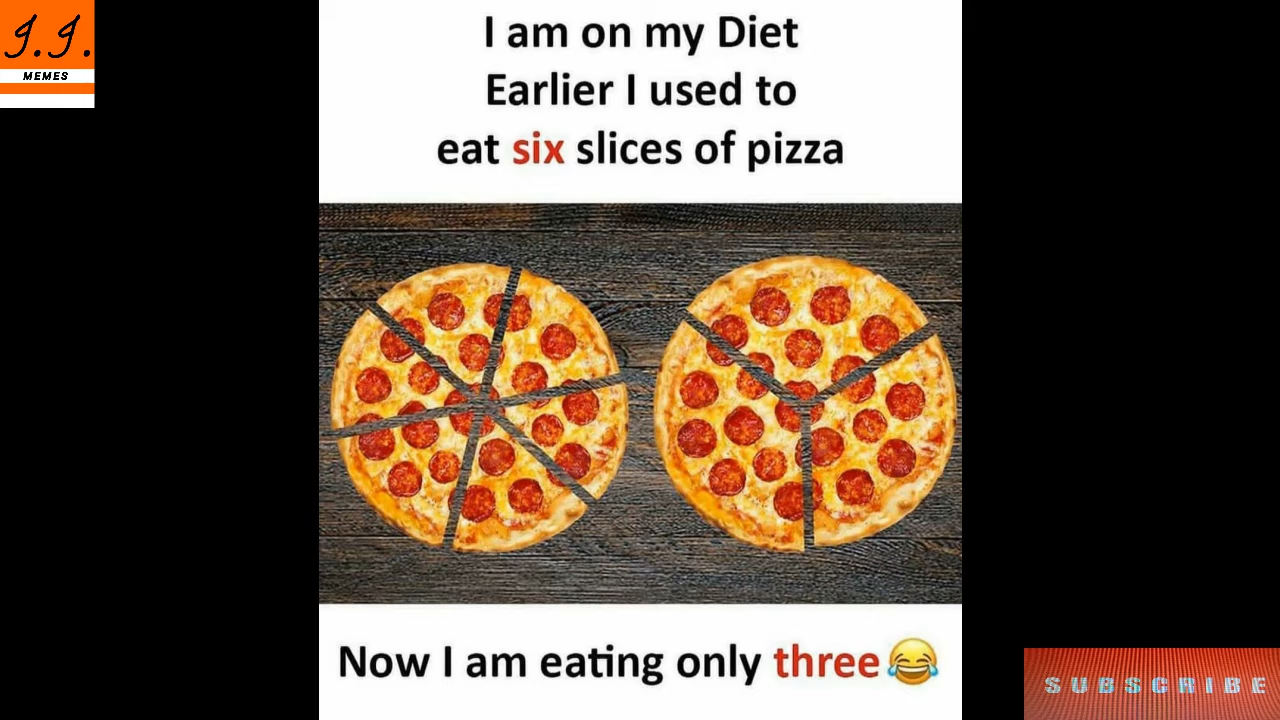 J.J.
MEMES
I am on my Diet
Earlier I used to
eat six slices of pizza
Now I am eating only three😂
SUBSCRIBE